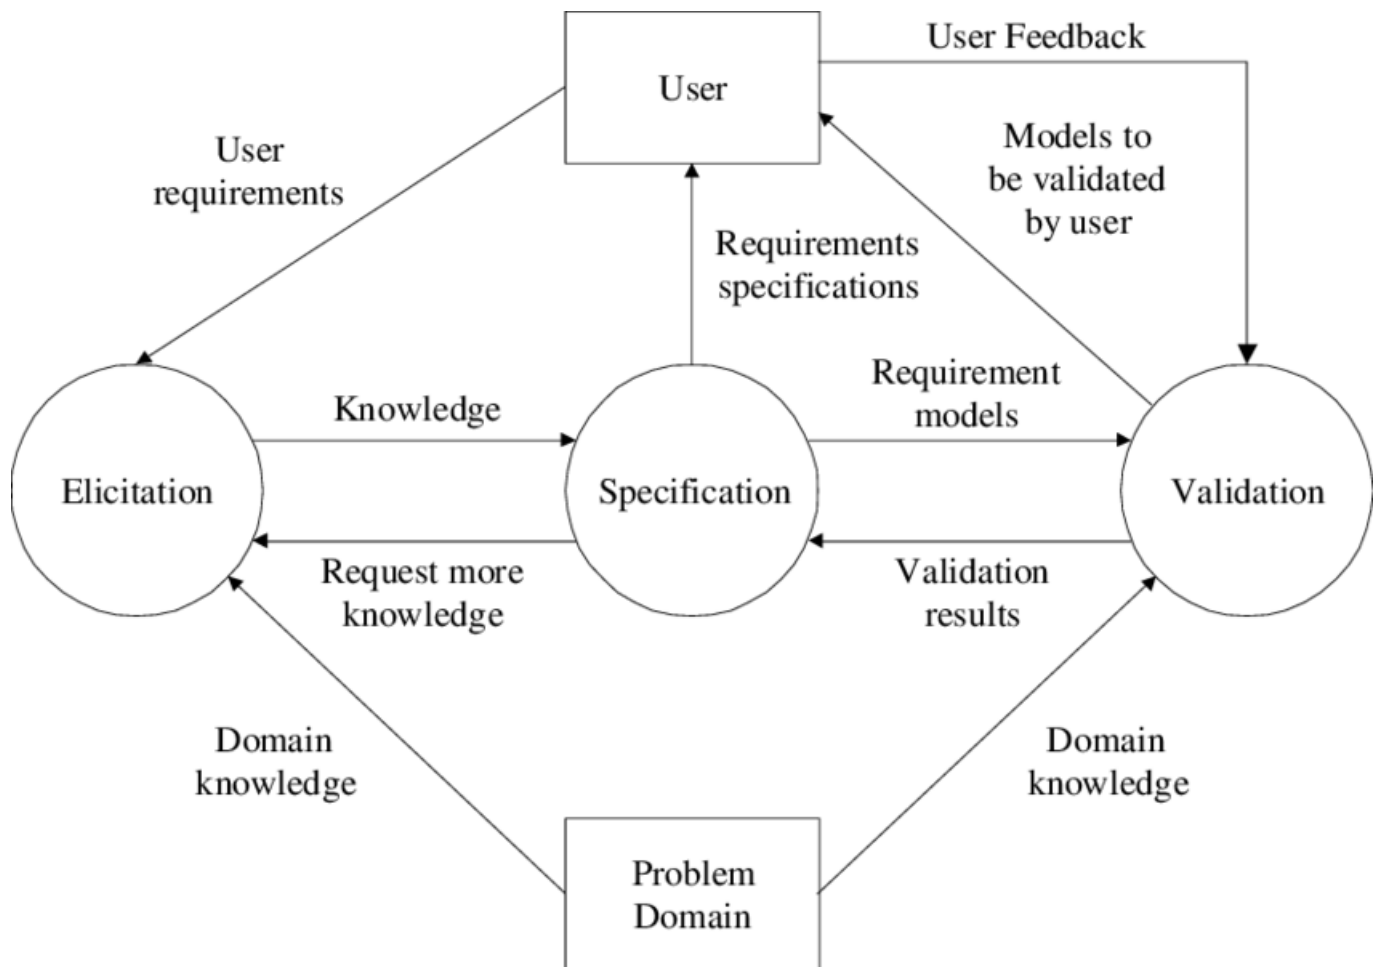 User Feedback
User
Models to
be validated
by user
User
requirements
Requirements
specifications
Requirement
models
Knowledge
Elicitation
Specification
Validation
Request more
knowledge
Validation
results
Domain
knowledge
Domain
knowledge
Problem
Domain